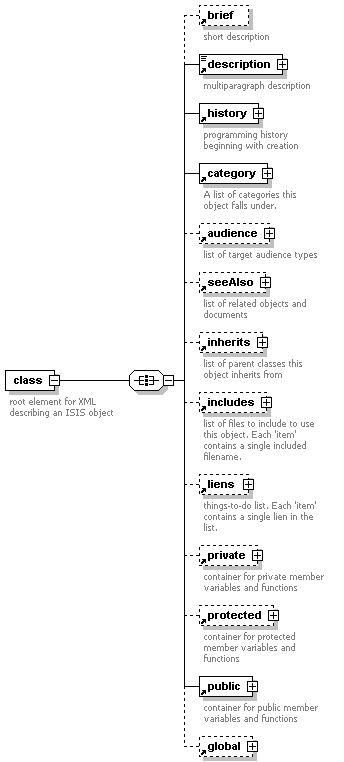 brief
short description
description
multiparagraph description
history
programming history
beginning with creation
category
A list of categories this
object falls under.
audience
list of target audience types
seeAlso
list of related objects and
documents
inherits
list of parent classes this
object inherits from
class
root element for XML
describing an ISIS object
includes
list of files to include to use
this object. Each 'item'
contains a single included
filename.
liens
things-to-do list. Each 'item'
contains a single lien in the
list.
private
container for private member
variables and functions
protected
container for protected
member variables and
functions
public
container for public member
variables and functions
global